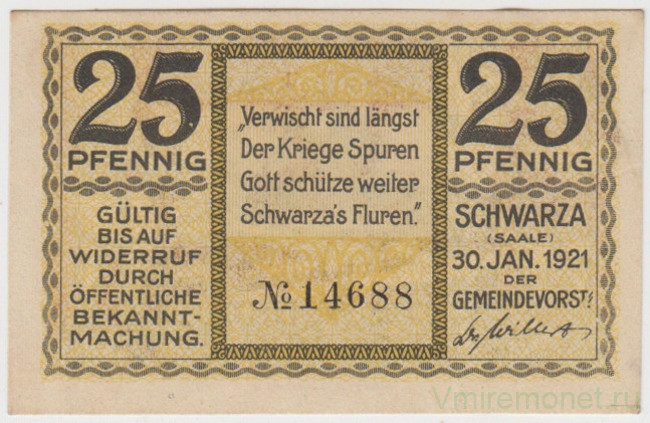 25
PFENNIG
GÜLTIG
BIS AUF
WIDERRUF
DURCH
ÖFFENTLICHE
BEKANNT-
MACHUNG.
„Verwischt sind längst
Der Kriege Spuren
Gott schütze weiter
Schwarza's Fluren."
№ 14688
25
PFENNIG
SCHWARZA
(SAALE)
30. JAN. 1921
DER
GEMEINDEVORST:
Vmiremonet.ru